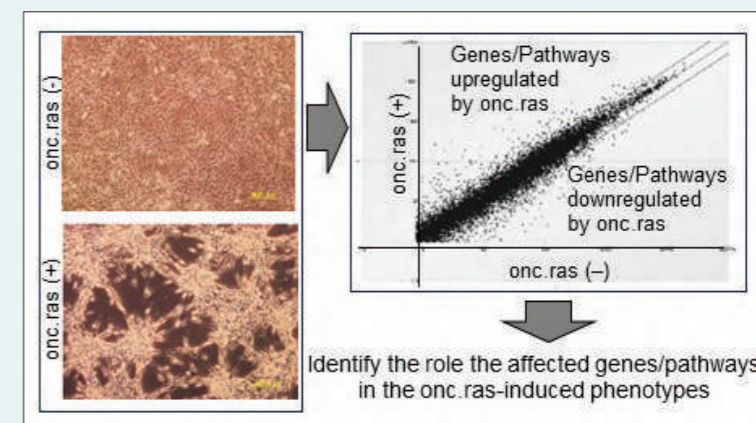 onc.ras (-)
onc.ras (+)
Genes/Pathways
upregulated
by onc.ras
onc.ras (+)
Genes/Pathways
downregulated
by onc.ras
onc.ras (–)
Identify the role the affected genes/pathways
in the onc.ras-induced phenotypes